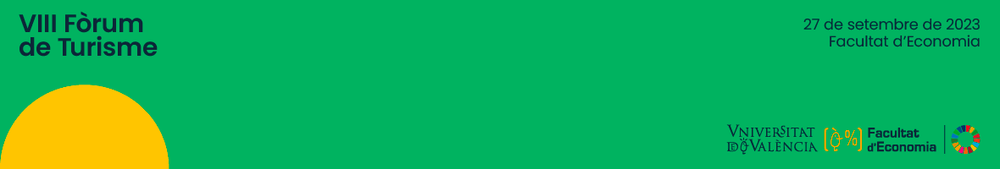 VIII Fòrum
de Turisme
27 de setembre de 2023
Facultat d'Economia
VNIVERSITAT
DE VALÈNCIA
[ò%]
Facultat
d'Economia